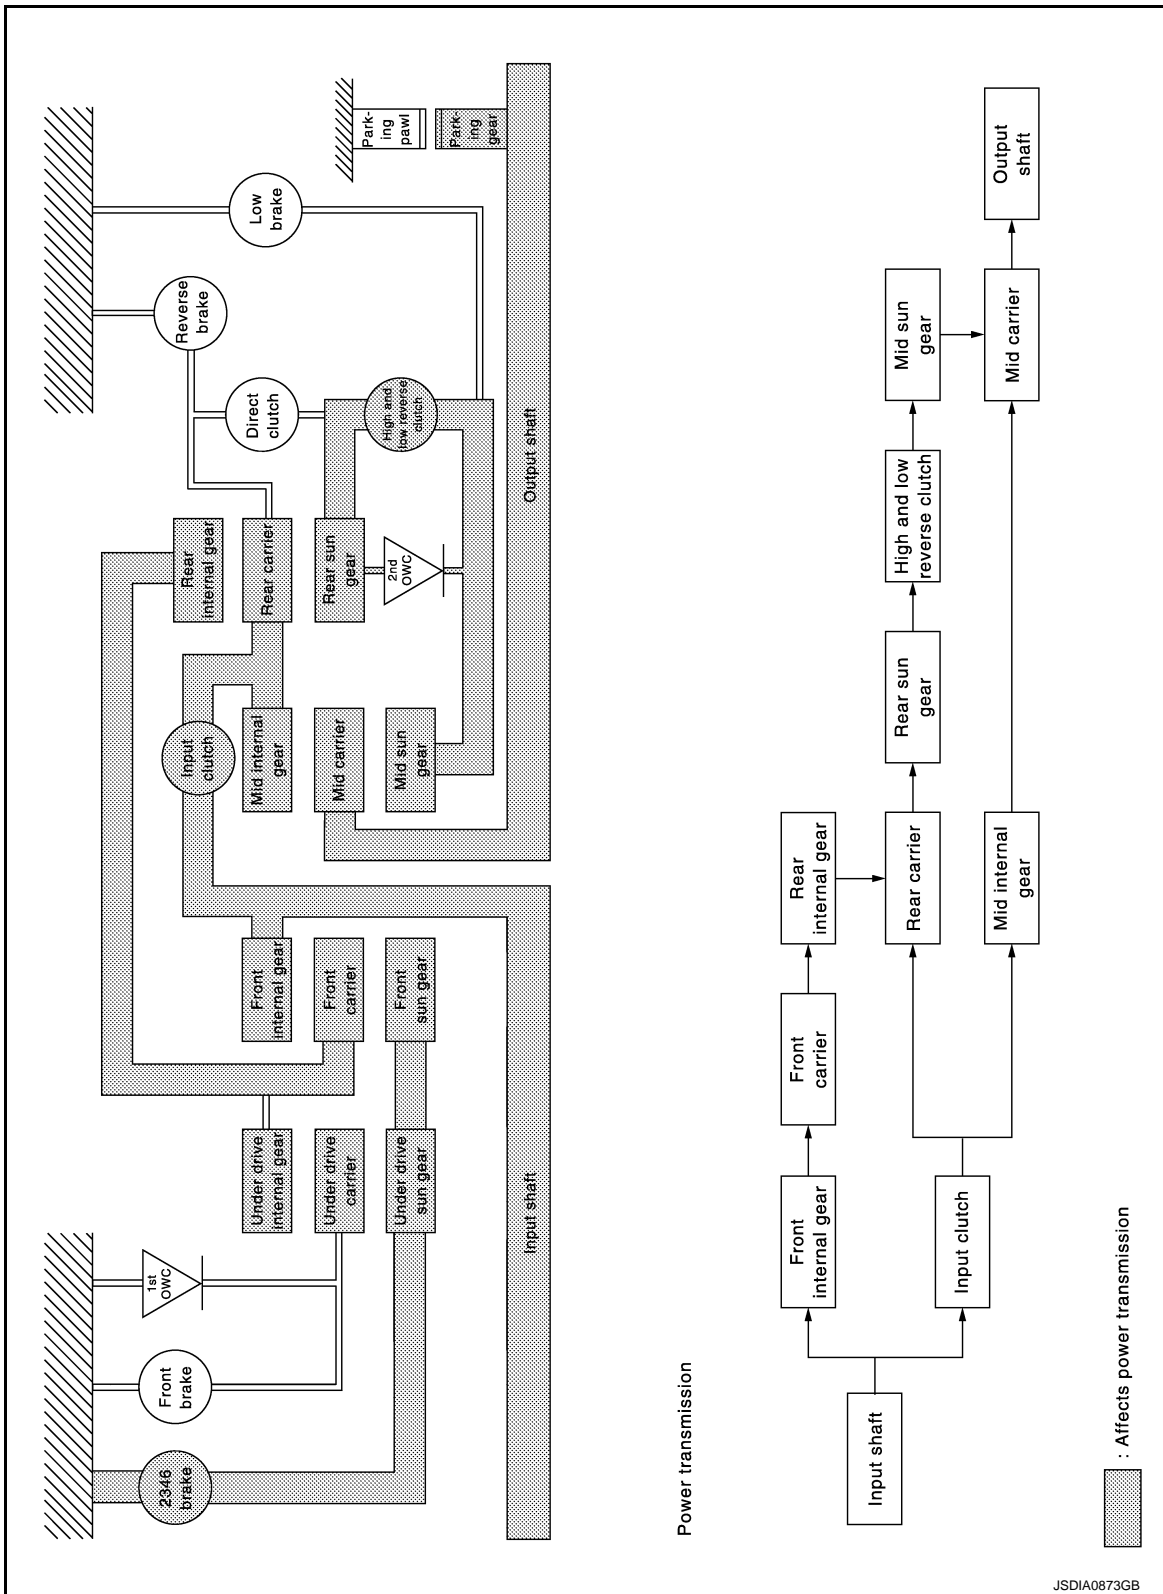 2346
brake
Front
brake
1st
OWC
Under drive
internal gear
Under drive
carrier
Under drive
sun gear
Input shaft
Front
internal gear
Front
carrier
Front
sun gear
Input
clutch
Mid internal
gear
Mid carrier
Mid sun
gear
Rear
internal gear
Rear carrier
Rear sun
gear
2nd
OWC
Direct
clutch
High and
low reverse
clutch
Reverse
brake
Low
brake
Output shaft
Park-
ing
pawl
Park-
ing
gear
Power transmission
Input shaft
Front
internal gear
Front
carrier
Rear
internal gear
Input clutch
Rear carrier
Rear sun
gear
High and low
reverse clutch
Mid sun
gear
Mid internal
gear
Mid carrier
Output
shaft
: Affects power transmission
JSDIA0873GB